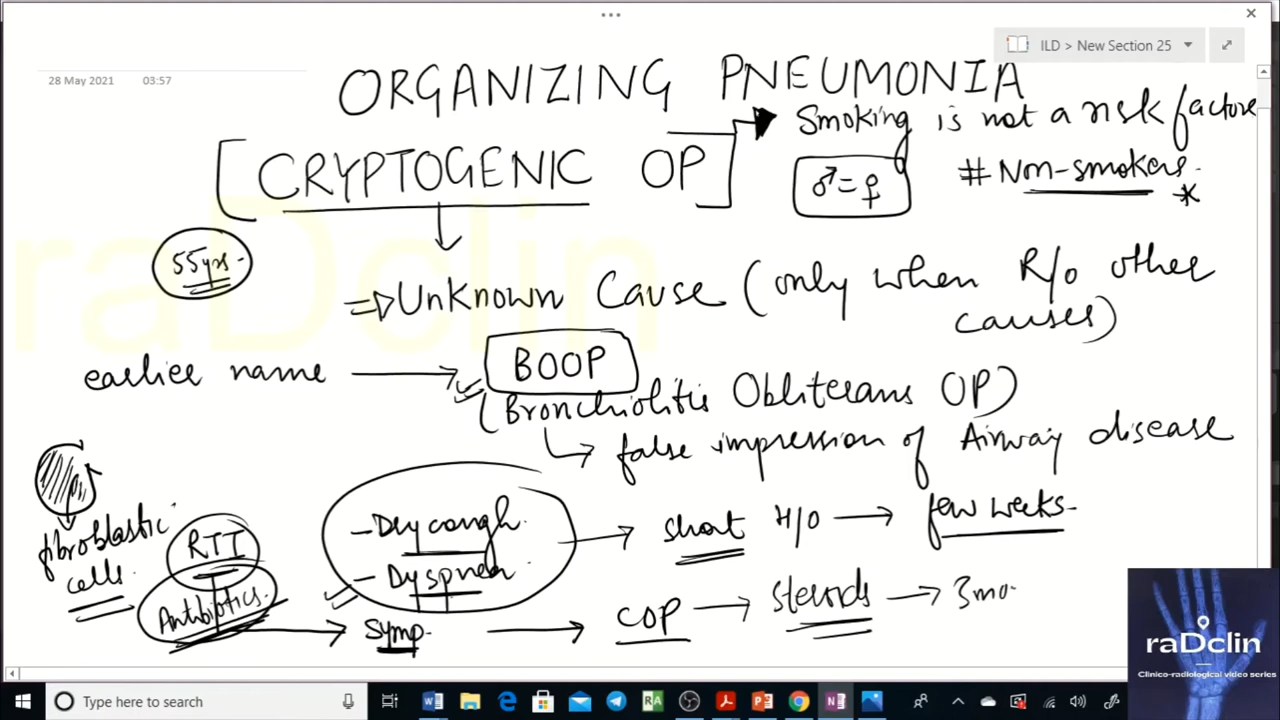 ILD > New Section 25
28 May 2021 03:57
ORGANIZING PNEUMONIA
Smoking is not a risk factore
[CRYPTOGENIC OP]
♂=♀
# Non-smokers.
*
55yrs.
=> Unknown Cause (only when R/o other
causes)
earlier name → BOOP
(Bronchiolitis Obliterans OP)
↳ false impression of Airway disease
fibroblastic
cells.
RTI
Antibiotics.
- Dry cough. → short H/O → few weeks.
- Dyspnea
symp. → COP → steroids → 3mo
raDclin
raDclin
Clinico-radiological video series
Type here to search